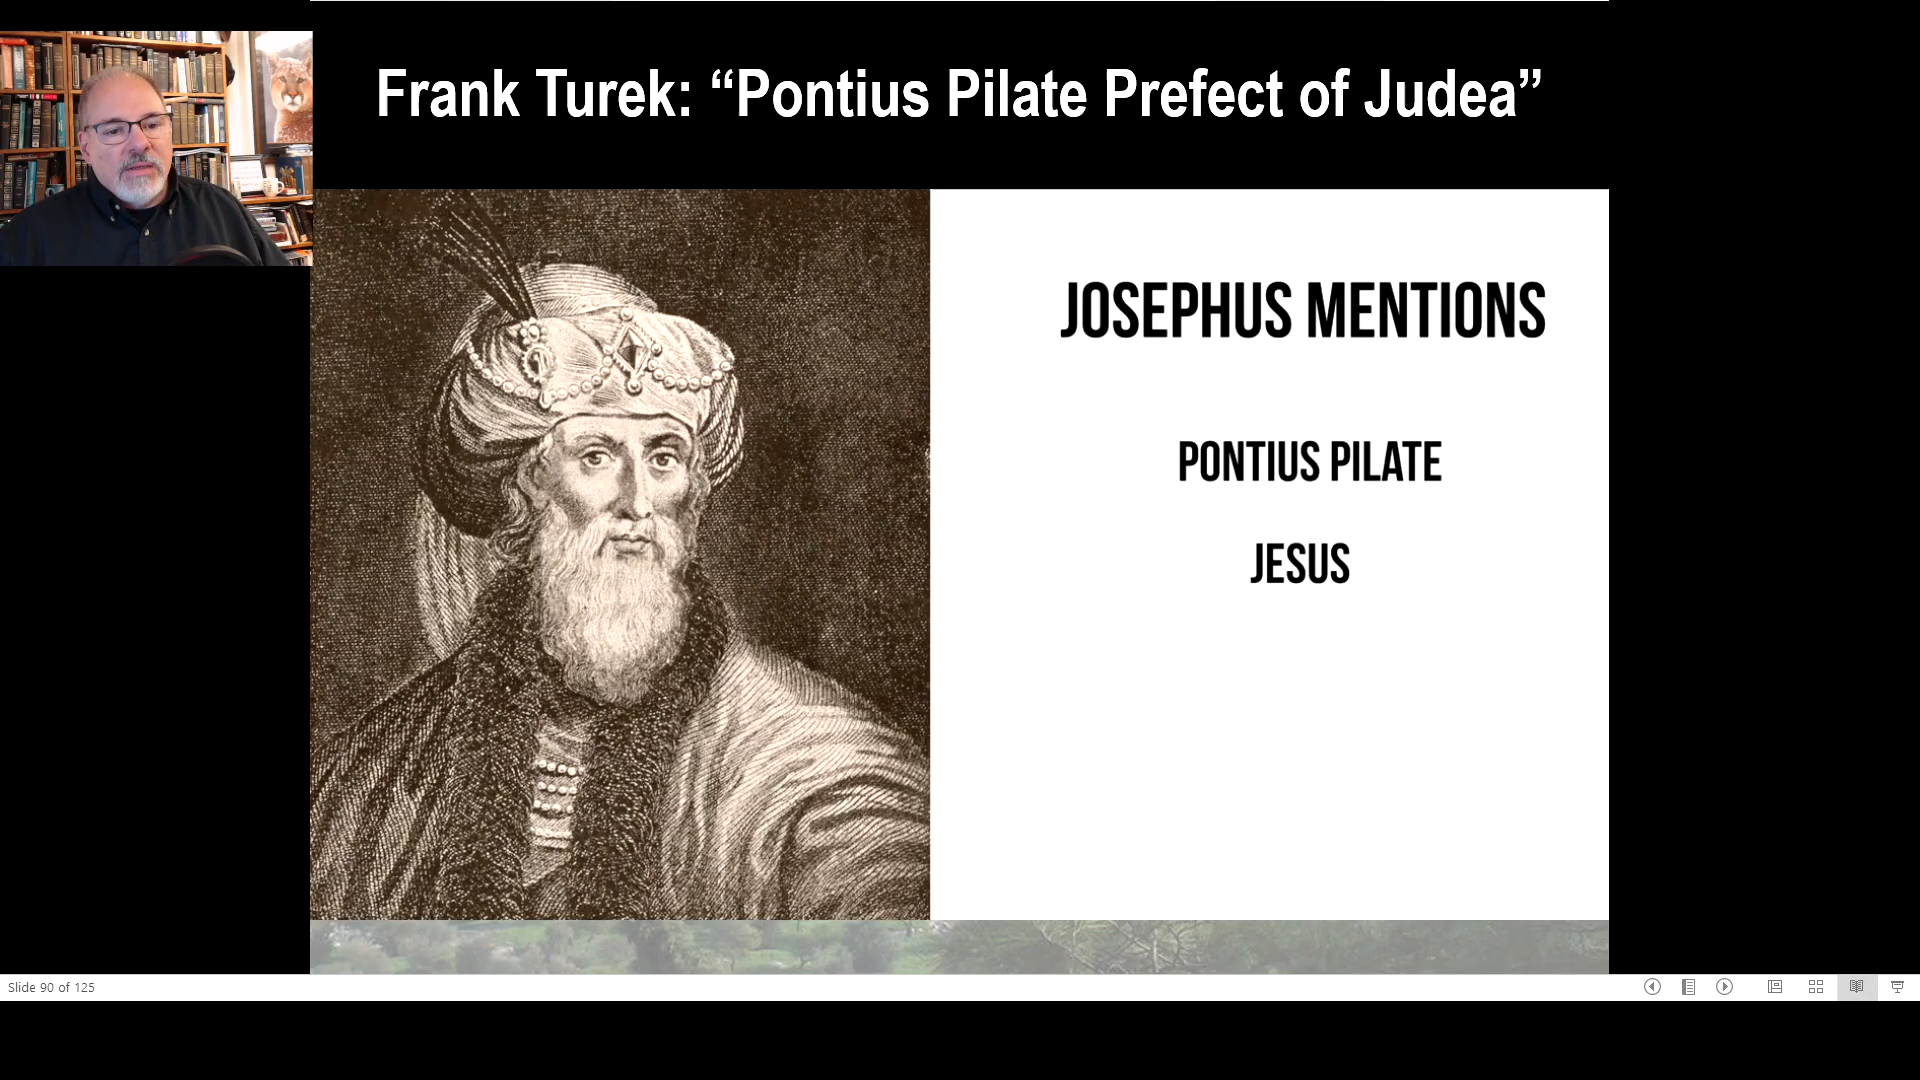 Frank Turek: “Pontius Pilate Prefect of Judea”
JOSEPHUS MENTIONS
PONTIUS PILATE
JESUS
Slide 90 of 125